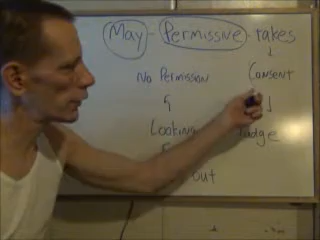 May - Permissive - takes
No Permission Consent
Looking Judge
out